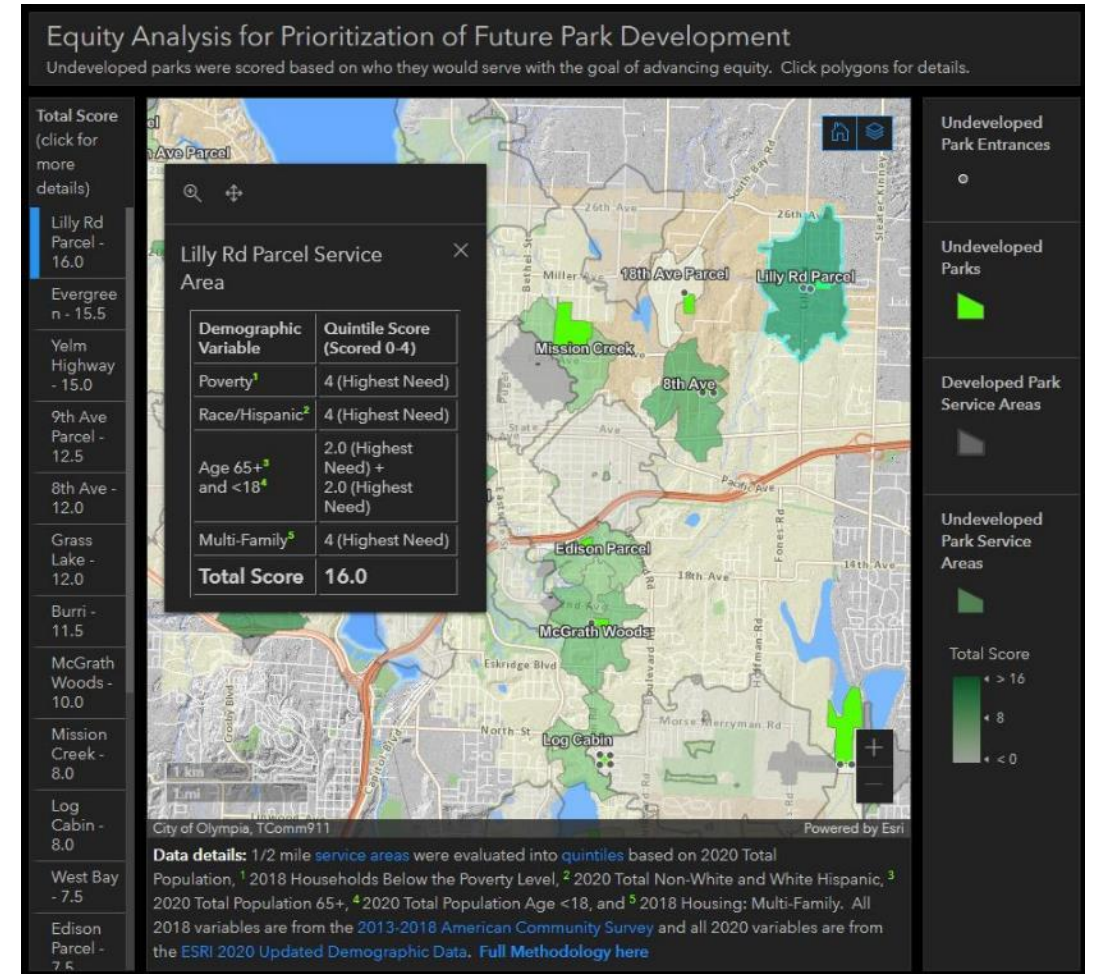 Equity Analysis for Prioritization of Future Park Development
Undeveloped parks were scored based on who they would serve with the goal of advancing equity.  Click polygons for details.
Total Score
(click for
more
details)
Lilly Rd
Parcel -
16.0
Evergree
n - 15.5
Yelm
Highway
- 15.0
9th Ave
Parcel -
12.5
8th Ave -
12.0
Grass
Lake -
12.0
Burri -
11.5
McGrath
Woods -
10.0
Mission
Creek -
8.0
Log
Cabin -
8.0
West Bay
- 7.5
Edison
Parcel -
7.5
Ave Parcel
Lilly Rd Parcel Service
Area
Demographic
Variable
Quintile Score
(Scored 0-4)
Poverty1
4 (Highest Need)
Race/Hispanic2
4 (Highest Need)
Age 65+3
and <184
2.0 (Highest
Need) +
2.0 (Highest
Need)
Multi-Family5
4 (Highest Need)
Total Score
16.0
South Bay Rd
Sleater Kinney
26th Ave
26th A
Bethel St
Miller Ave
18th Ave Parcel
Lilly Rd Parcel
Mission Creek
8th Ave
State
Ave
Pacific Ave
Fones Rd
Edison Parcel
18th Ave
14th Ave
McGrath Woods
Hoffman Rd
Boulevard Rd
Eskridge Blvd
Crosby Blvd
Capitol Blvd
North St
Morse Merryman Rd
Log Cabin
1 km
1 mi
City of Olympia, TComm911
Powered by Esri
Data details: 1/2 mile service areas were evaluated into quintiles based on 2020 Total
Population, 1 2018 Households Below the Poverty Level, 2 2020 Total Non-White and White Hispanic, 3
2020 Total Population 65+, 4 2020 Total Population Age <18, and 5 2018 Housing: Multi-Family.  All
2018 variables are from the 2013-2018 American Community Survey and all 2020 variables are from
the ESRI 2020 Updated Demographic Data.  Full Methodology here
Undeveloped
Park Entrances
Undeveloped
Parks
Developed Park
Service Areas
Undeveloped
Park Service
Areas
Total Score
> 16
8
< 0